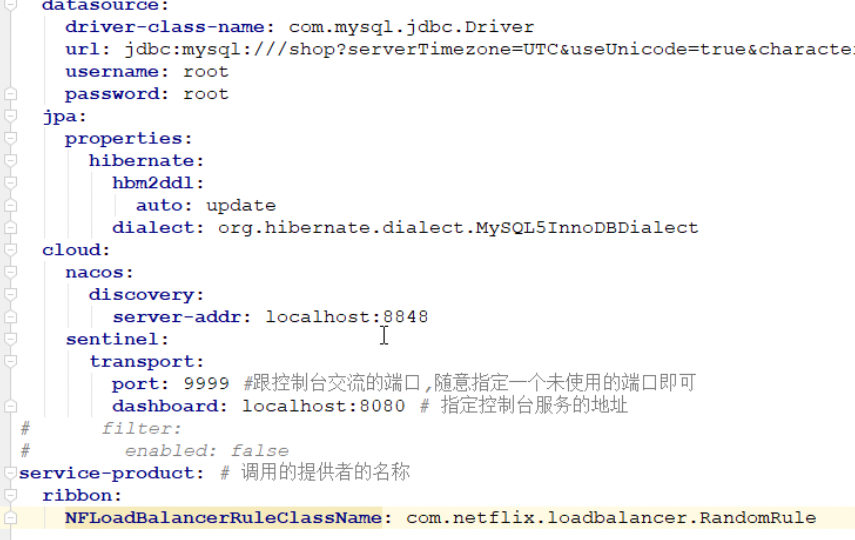 datasource:
driver-class-name: com.mysql.jdbc.Driver
url: jdbc:mysql:///shop?serverTimezone=UTC&useUnicode=true&character
username: root
password: root
jpa:
properties:
hibernate:
hbm2ddl:
auto: update
dialect: org.hibernate.dialect.MySQL5InnoDBDialect
cloud:
nacos:
discovery:
server-addr: localhost:8848
sentinel:
transport:
port: 9999 #跟控制台交流的端口,随意指定一个未使用的端口即可
dashboard: localhost:8080 # 指定控制台服务的地址
# filter:
# enabled: false
service-product: # 调用的提供者的名称
ribbon:
NFLoadBalancerRuleClassName: com.netflix.loadbalancer.RandomRule